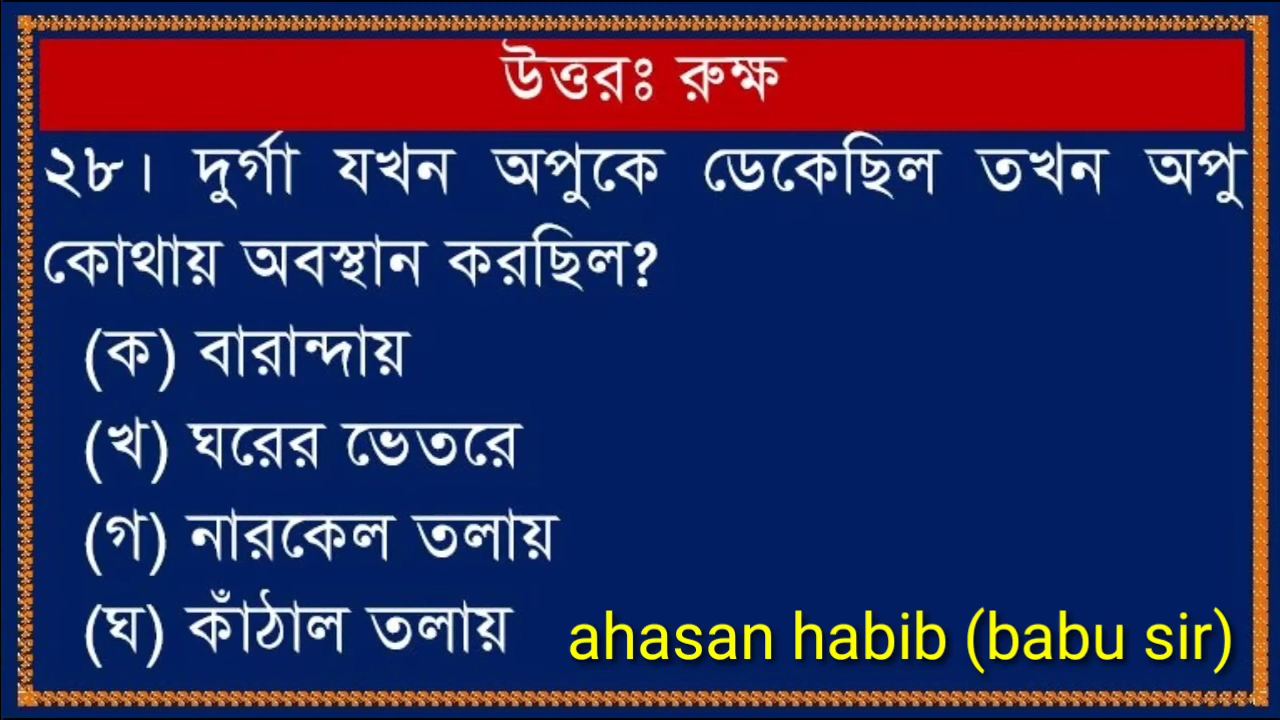 উত্তরঃ রুক্ষ
২৮। দুর্গা যখন অপুকে ডেকেছিল তখন অপু
কোথায় অবস্থান করছিল?
(ক) বারান্দায়
(খ) ঘরের ভেতরে
(গ) নারকেল তলায়
(ঘ) কাঁঠাল তলায়
ahasan habib (babu sir)